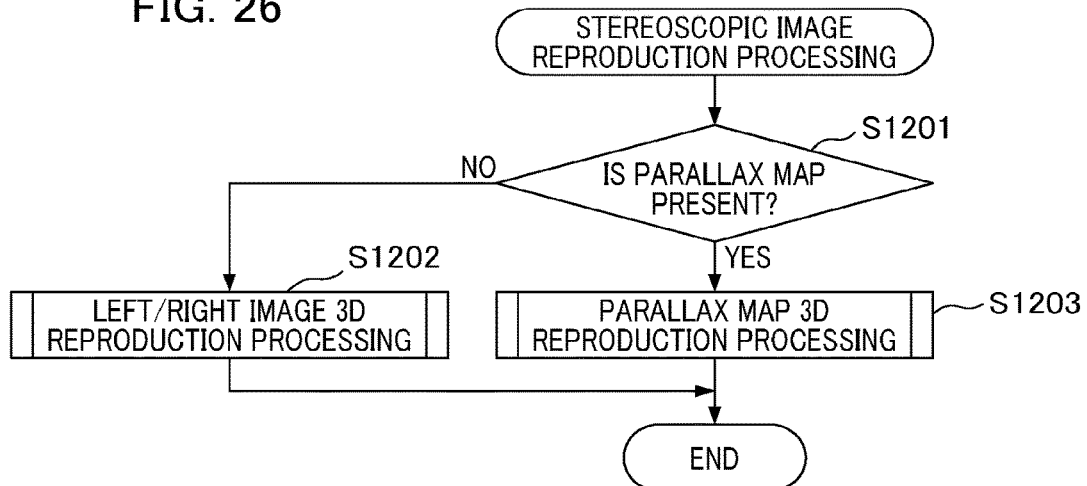 FIG. 26
STEREOSCOPIC IMAGE
REPRODUCTION PROCESSING
S1201
NO
IS PARALLAX MAP
PRESENT?
YES
S1202
LEFT/RIGHT IMAGE 3D
REPRODUCTION PROCESSING
PARALLAX MAP 3D
REPRODUCTION PROCESSING
S1203
END